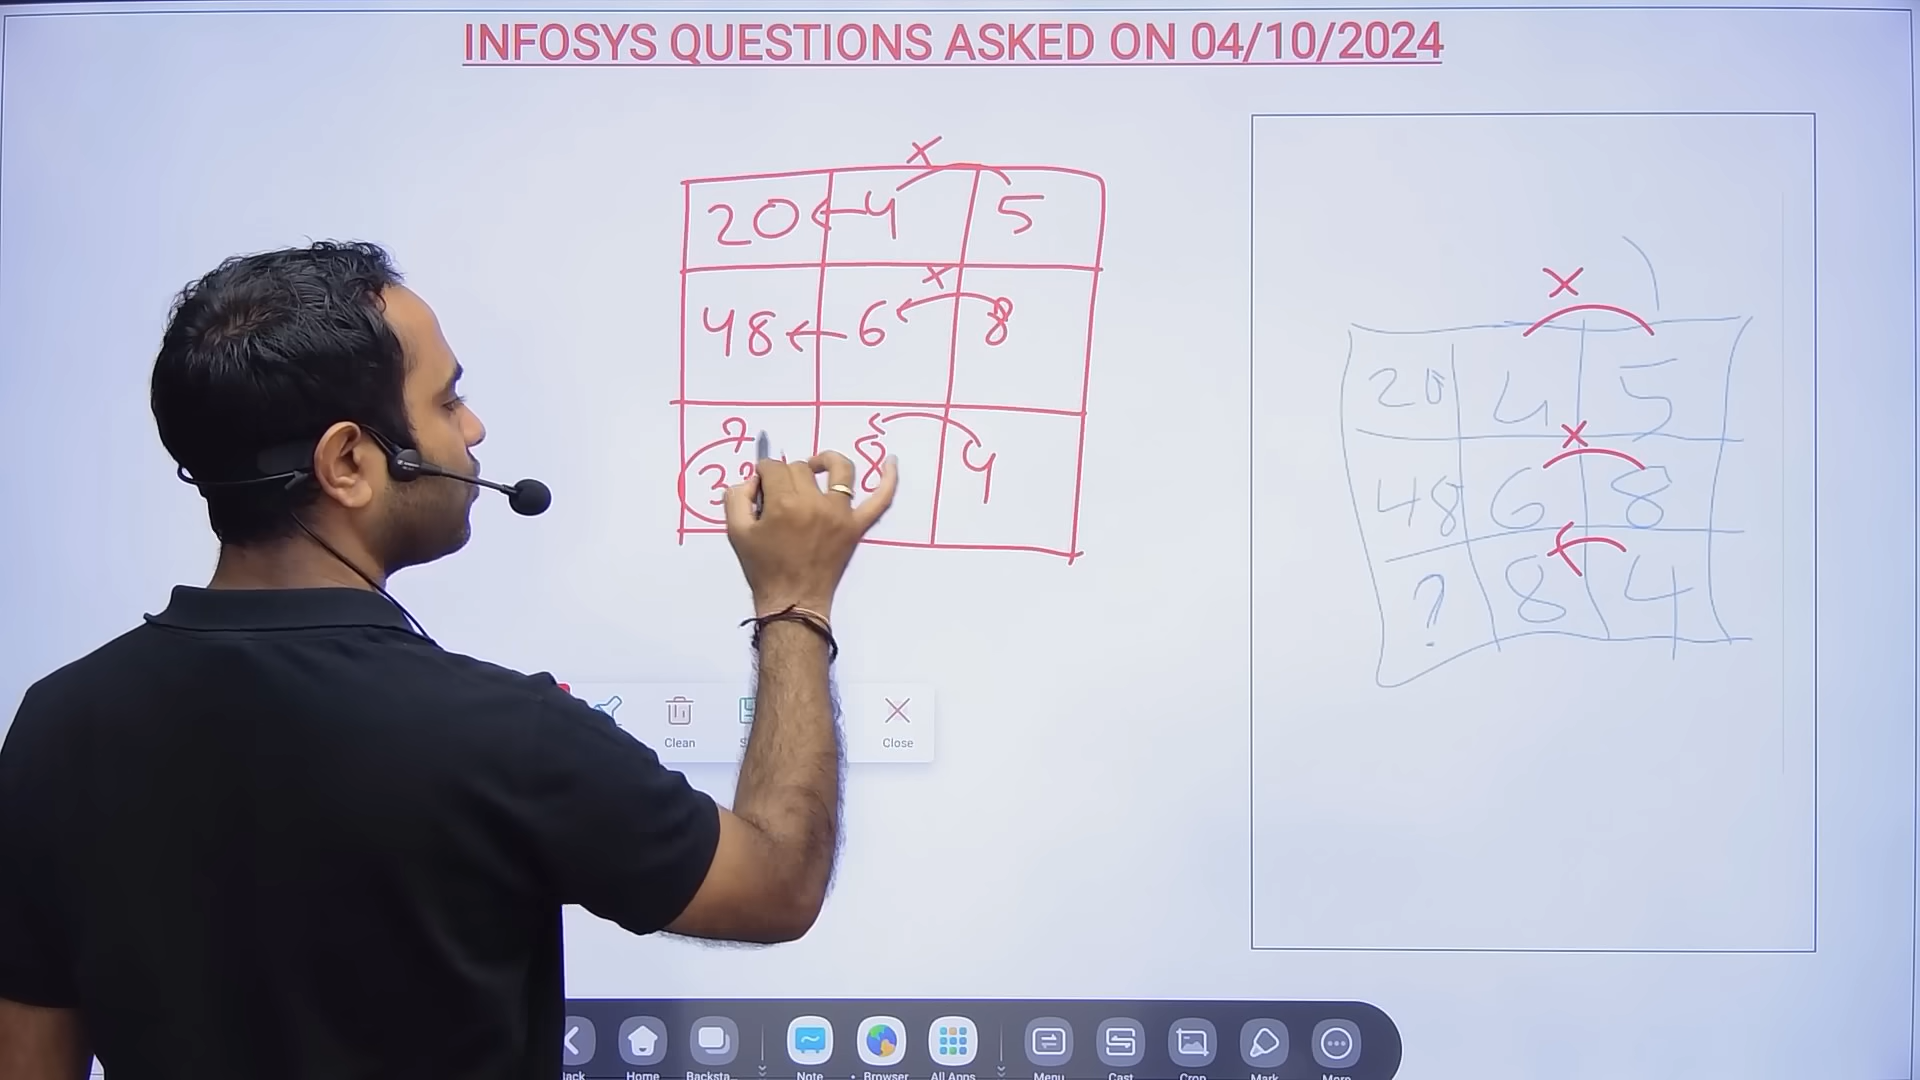 INFOSYS QUESTIONS ASKED ON 04/10/2024
x
20 4 5
x
48 6 8
?
8 4
x
20 4 5
x
48 6 8
? 8 4
Clean
Close
Home
Note
Browser
All Apps
Menu
Cast
Crop
Mark
More